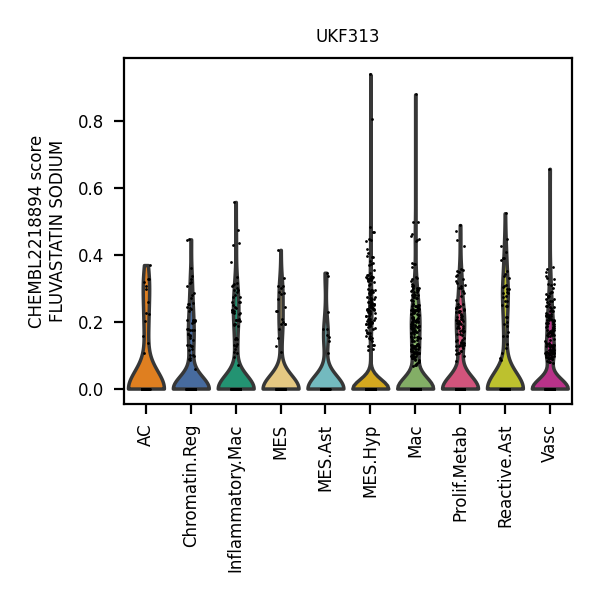 UKF313
CHEMBL2218894 score
FLUVASTATIN SODIUM
0.8
0.6
0.4
0.2
0.0
AC
Chromatin.Reg
Inflammatory.Mac
MES
MES.Ast
MES.Hyp
Mac
Prolif.Metab
Reactive.Ast
Vasc